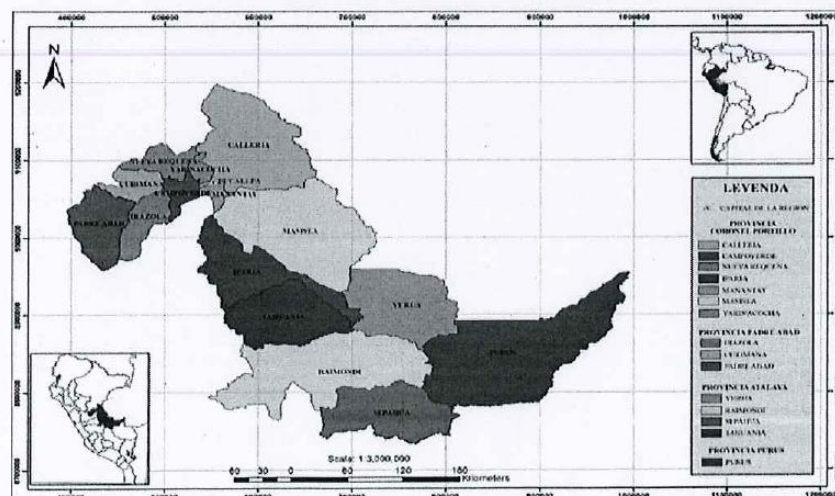 N
CALLERIA
NUEVA REQUENA
YARINACOCHA
PUCALLPA
CURIMANA
CAMPOVERDE
MANANTAY
PADRE ABAD
IRAZOLA
MASISEA
IPARIA
TAHUANIA
YURUA
PURUS
RAIMONDI
SEPAHUA
Scale: 1:3,000,000
60 30 0 60 120 180
Kilometers
LEYENDA
CAPITAL DE LA REGION
PROVINCIA
CORONEL PORTILLO
CALLERIA
CAMPOVERDE
NUEVA REQUENA
IPARIA
MANANTAY
MASISEA
YARINACOCHA
PROVINCIA PADRE ABAD
IRAZOLA
CURIMANA
PADRE ABAD
PROVINCIA ATALAYA
YURUA
RAIMONDI
SEPAHUA
TAHUANIA
PROVINCIA PURUS
PURUS